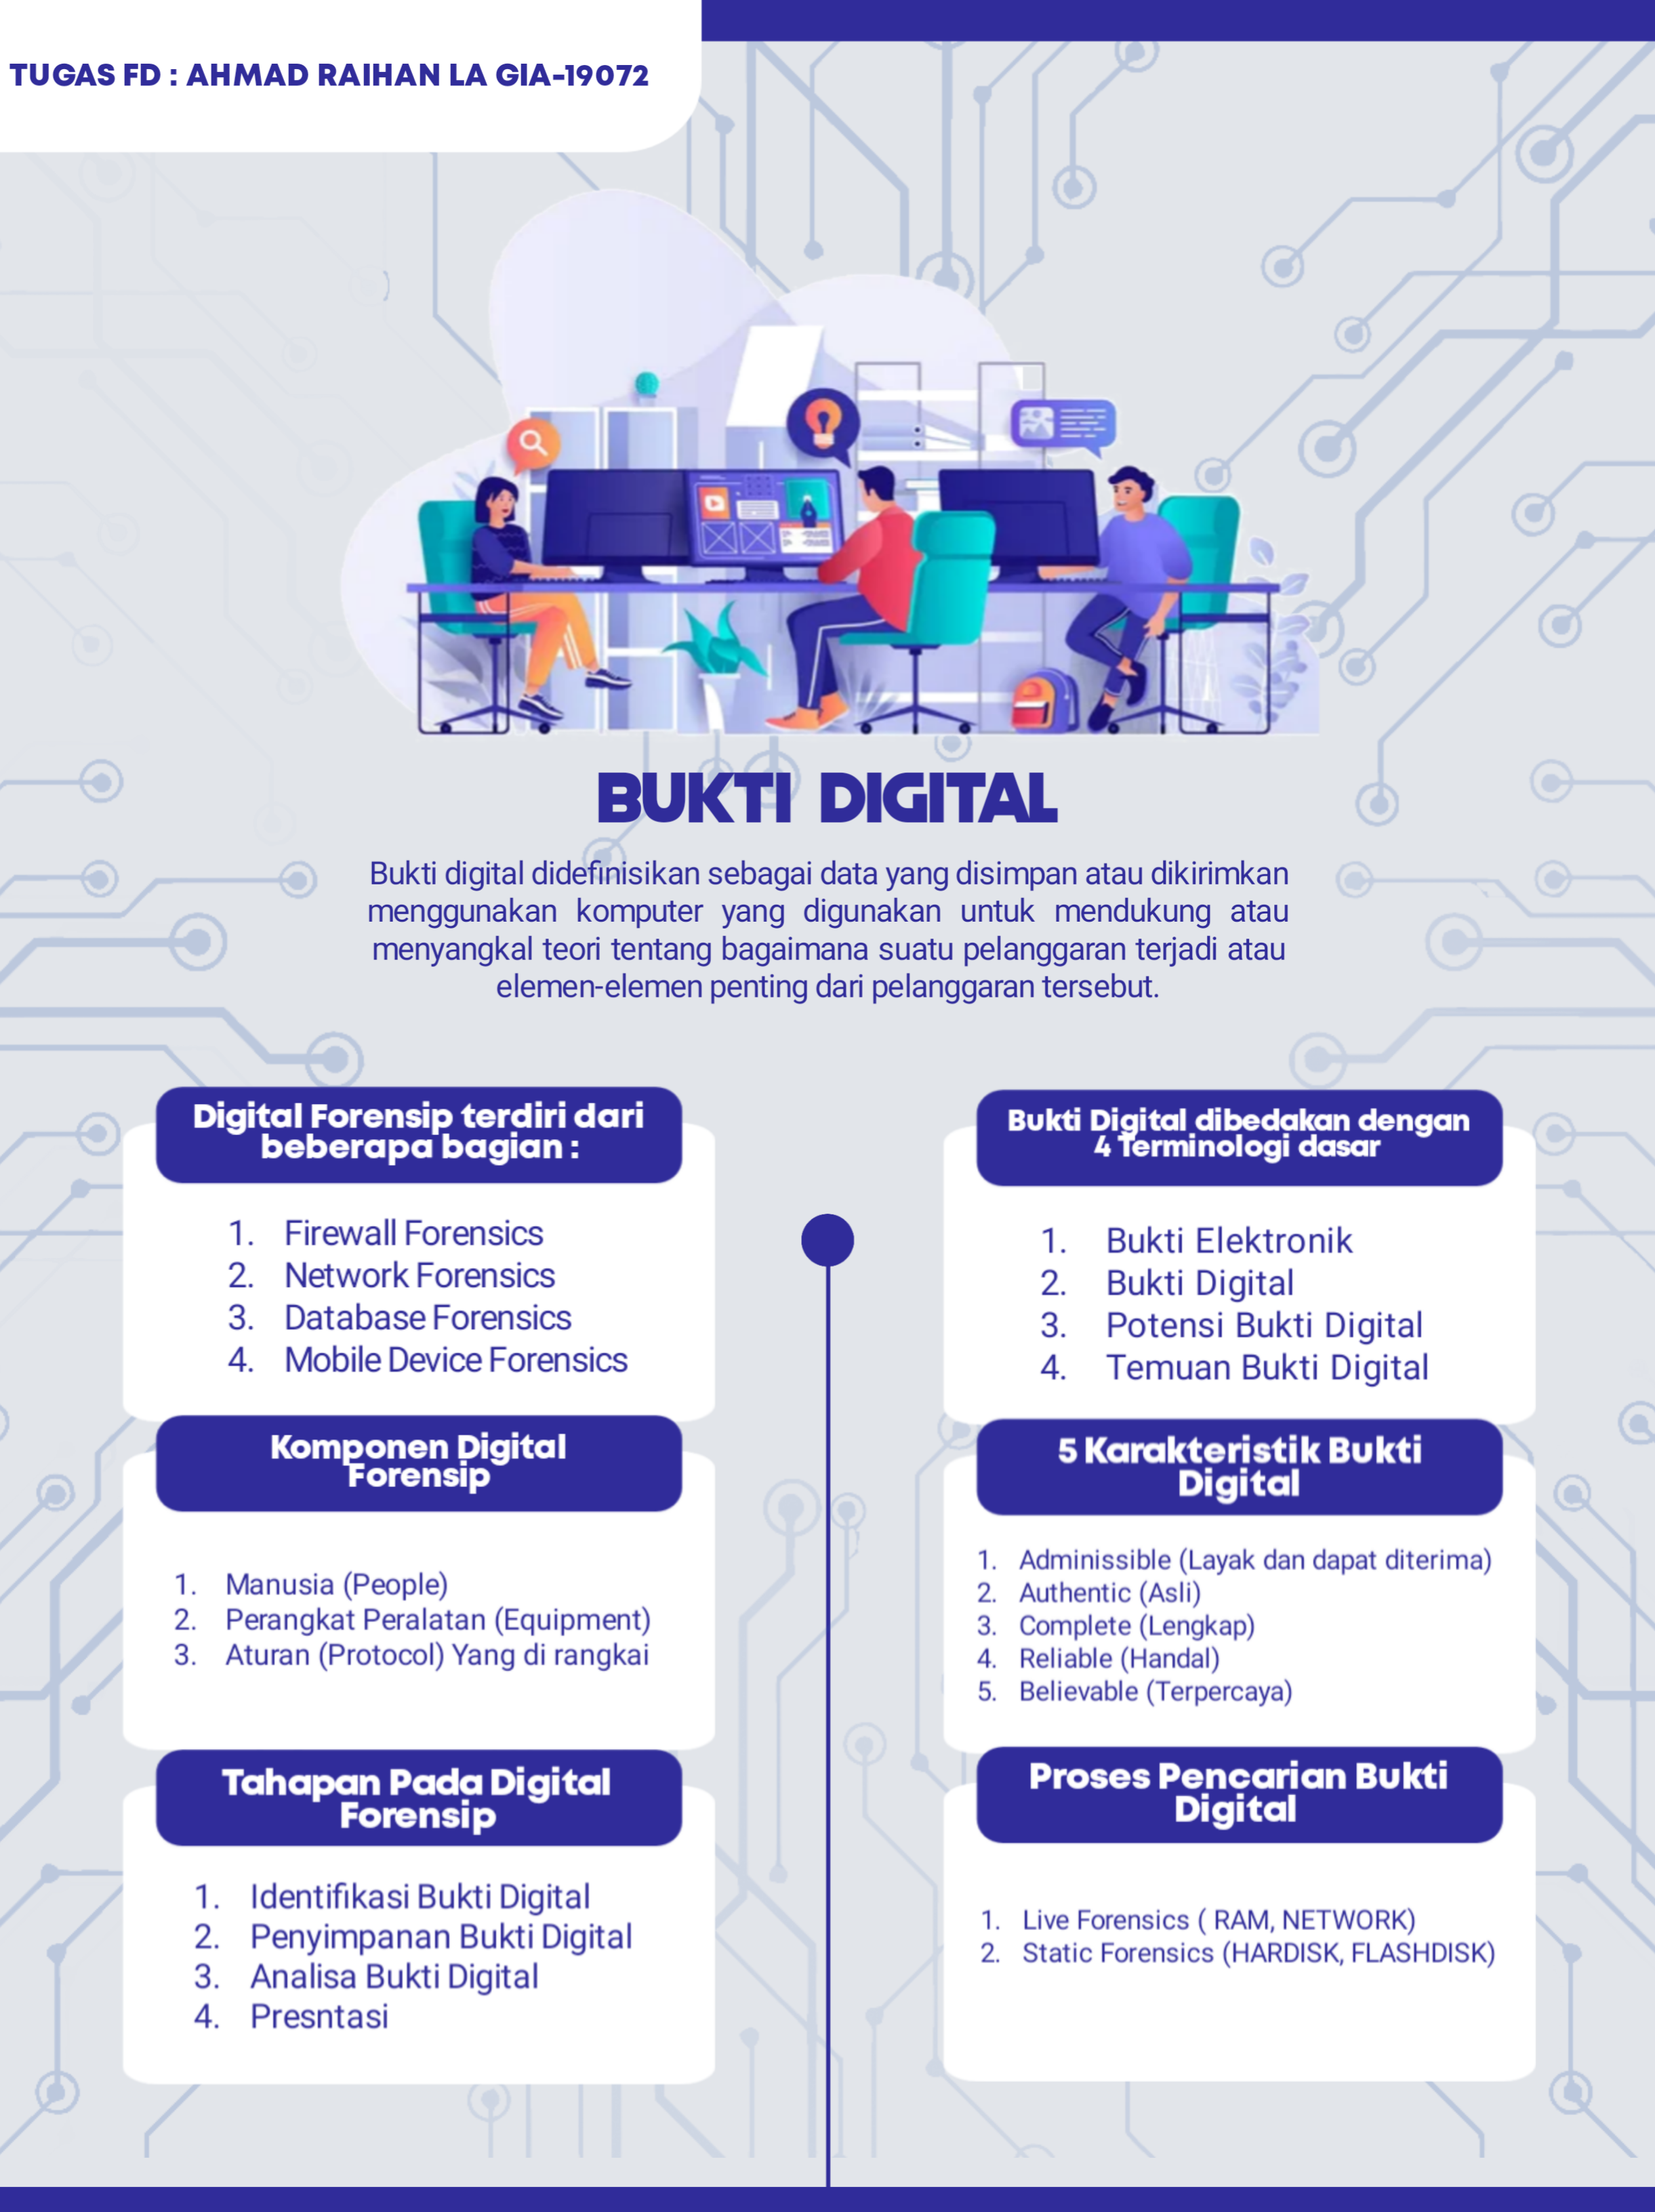 TUGAS FD : AHMAD RAIHAN LA GIA-19072
BUKTI DIGITAL
Bukti digital didefinisikan sebagai data yang disimpan atau dikirimkan
menggunakan komputer yang digunakan untuk mendukung atau
menyangkal teori tentang bagaimana suatu pelanggaran terjadi atau
elemen-elemen penting dari pelanggaran tersebut.
Digital Forensip terdiri dari
beberapa bagian :
1. Firewall Forensics
2. Network Forensics
3. Database Forensics
4. Mobile Device Forensics
Komponen Digital
Forensip
1. Manusia (People)
2. Perangkat Peralatan (Equipment)
3. Aturan (Protocol) Yang di rangkai
Tahapan Pada Digital
Forensip
1. Identifikasi Bukti Digital
2. Penyimpanan Bukti Digital
3. Analisa Bukti Digital
4. Presntasi
Bukti Digital dibedakan dengan
4 Terminologi dasar
1. Bukti Elektronik
2. Bukti Digital
3. Potensi Bukti Digital
4. Temuan Bukti Digital
5 Karakteristik Bukti
Digital
1. Adminissible (Layak dan dapat diterima)
2. Authentic (Asli)
3. Complete (Lengkap)
4. Reliable (Handal)
5. Believable (Terpercaya)
Proses Pencarian Bukti
Digital
1. Live Forensics ( RAM, NETWORK)
2. Static Forensics (HARDISK, FLASHDISK)